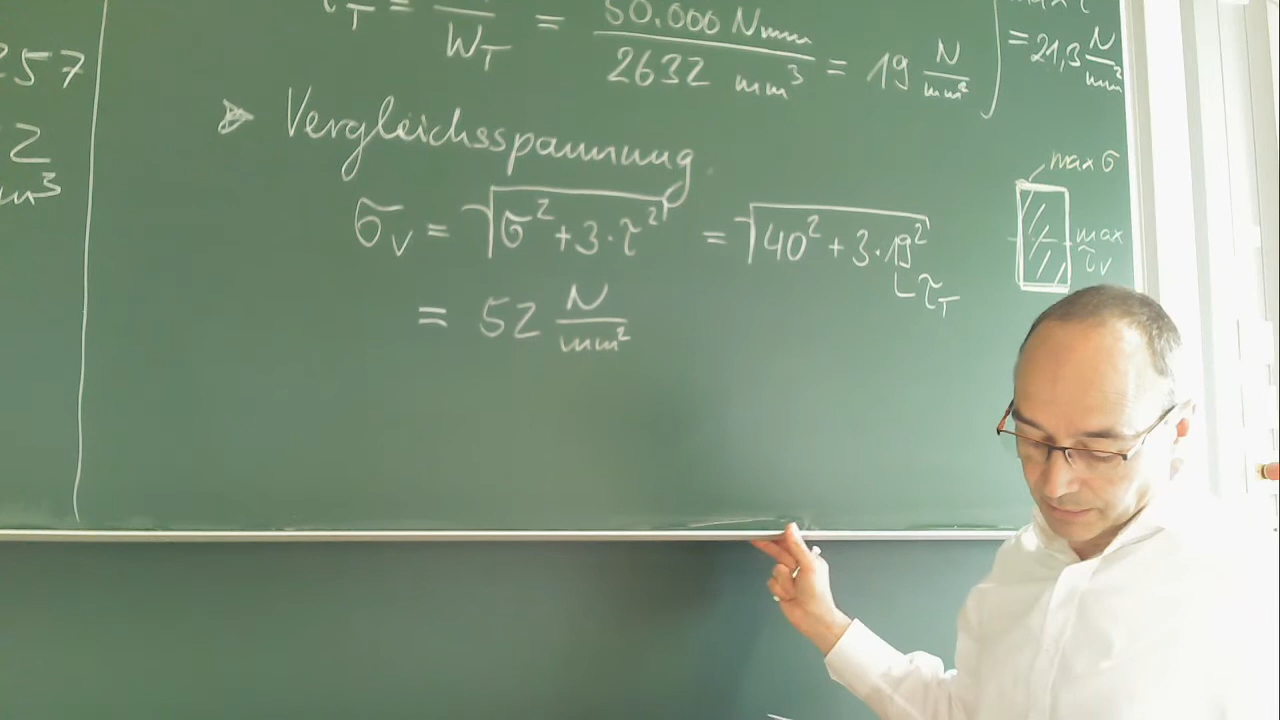 257
2
mm³
τ_T = / W_T = 50.000 Nmm / 2632 mm³ = 19 N/mm²
max τ
= 21,3 N/mm²
➤ Vergleichsspannung
σ_V = √(σ² + 3·τ²) = √(40² + 3·19²)
τ_T
= 52 N/mm²
max σ
max
τ_V